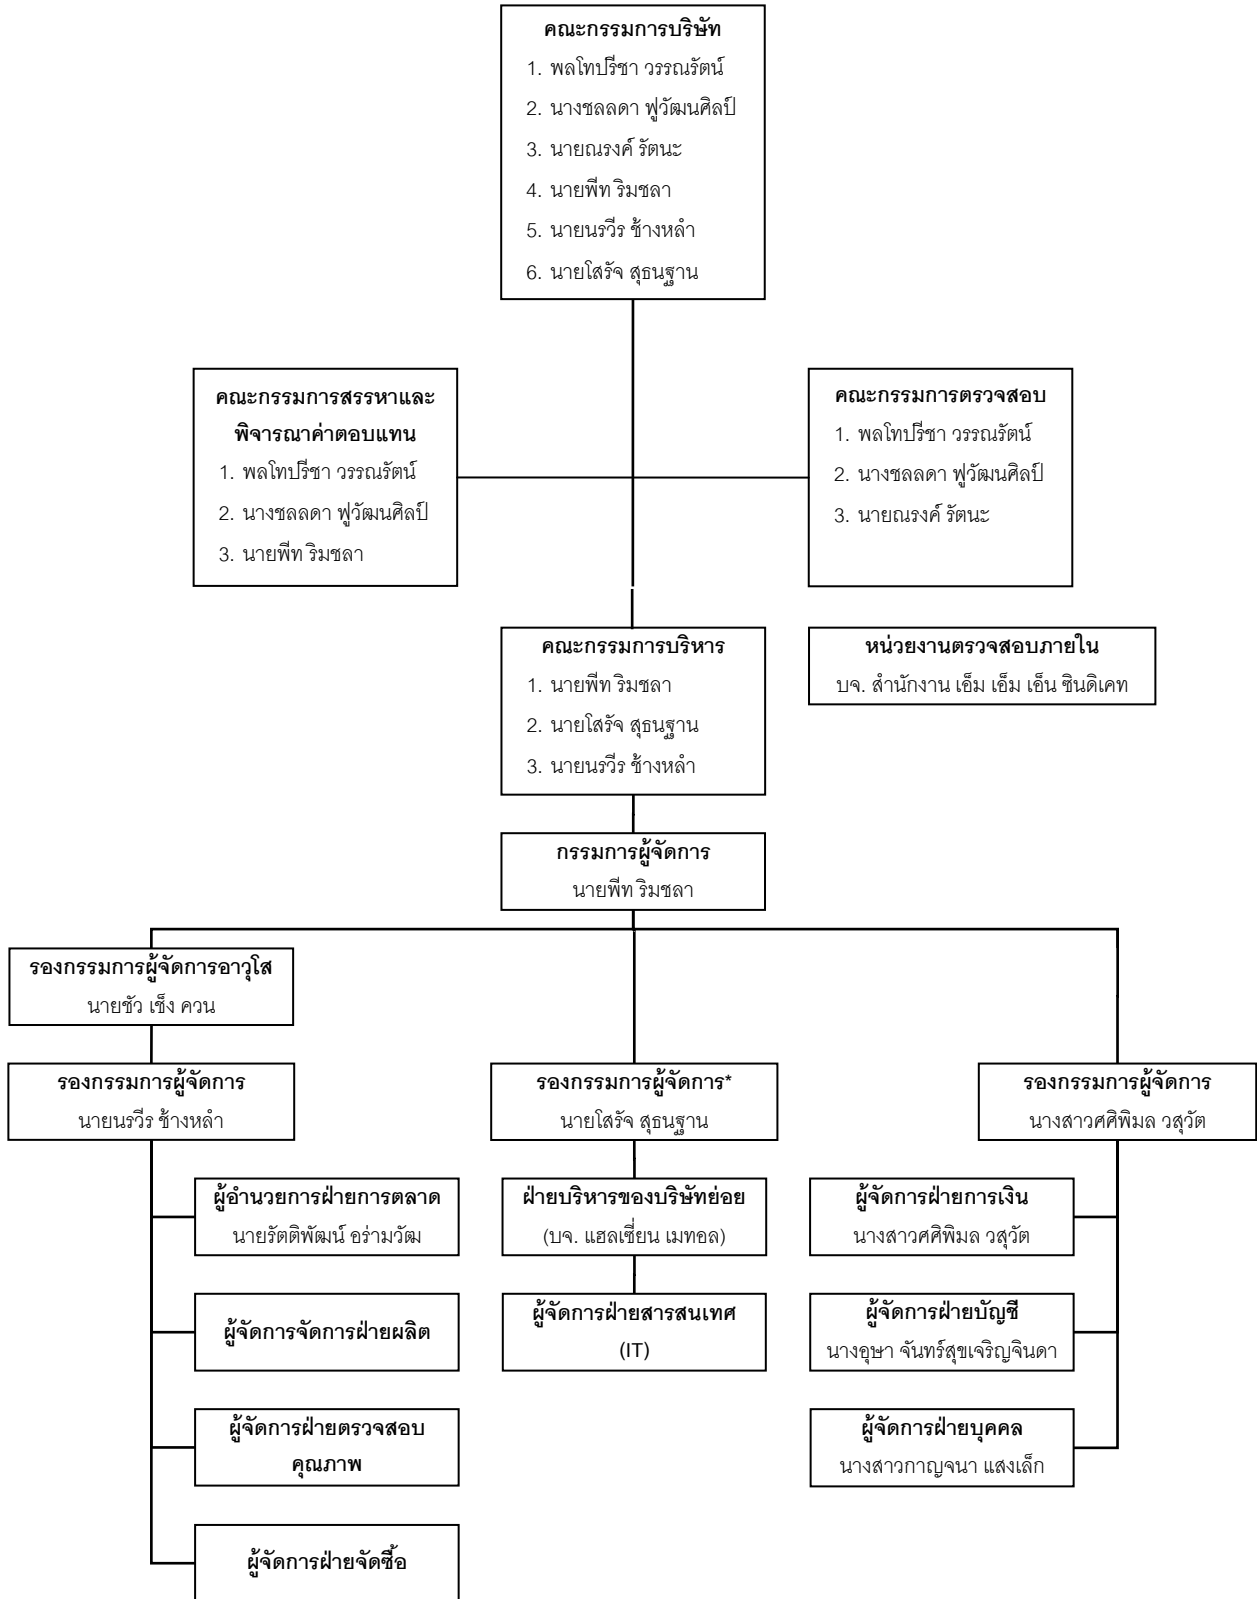 คณะกรรมการบริษัท
1. พลโทปรีชา วรรณรัตน์
2. นางชลลดา ฟูวัฒนศิลป์
3. นายณรงค์ รัตนะ
4. นายพีท ริมชลา
5. นายนรวีร ช้างหลำ
6. นายโสรัจ สุธนฐาน
คณะกรรมการสรรหาและ
พิจารณาค่าตอบแทน
1. พลโทปรีชา วรรณรัตน์
2. นางชลลดา ฟูวัฒนศิลป์
3. นายพีท ริมชลา
คณะกรรมการตรวจสอบ
1. พลโทปรีชา วรรณรัตน์
2. นางชลลดา ฟูวัฒนศิลป์
3. นายณรงค์ รัตนะ
คณะกรรมการบริหาร
1. นายพีท ริมชลา
2. นายโสรัจ สุธนฐาน
3. นายนรวีร ช้างหลำ
หน่วยงานตรวจสอบภายใน
บจ. สำนักงาน เอ็ม เอ็ม เอ็น ซินดิเคท
กรรมการผู้จัดการ
นายพีท ริมชลา
รองกรรมการผู้จัดการอาวุโส
นายชัว เช็ง ควน
รองกรรมการผู้จัดการ
นายนรวีร ช้างหลำ
รองกรรมการผู้จัดการ*
นายโสรัจ สุธนฐาน
รองกรรมการผู้จัดการ
นางสาวศศิพิมล วสุวัต
ผู้อำนวยการฝ่ายการตลาด
นายรัตติพัฒน์ อร่ามวัฒ
ฝ่ายบริหารของบริษัทย่อย
(บจ. แฮลเซี่ยน เมทอล)
ผู้จัดการฝ่ายการเงิน
นางสาวศศิพิมล วสุวัต
ผู้จัดการจัดการฝ่ายผลิต
ผู้จัดการฝ่ายสารสนเทศ
(IT)
ผู้จัดการฝ่ายบัญชี
นางอุษา จันทร์สุขเจริญจินดา
ผู้จัดการฝ่ายตรวจสอบ
คุณภาพ
ผู้จัดการฝ่ายบุคคล
นางสาวกาญจนา แสงเล็ก
ผู้จัดการฝ่ายจัดซื้อ